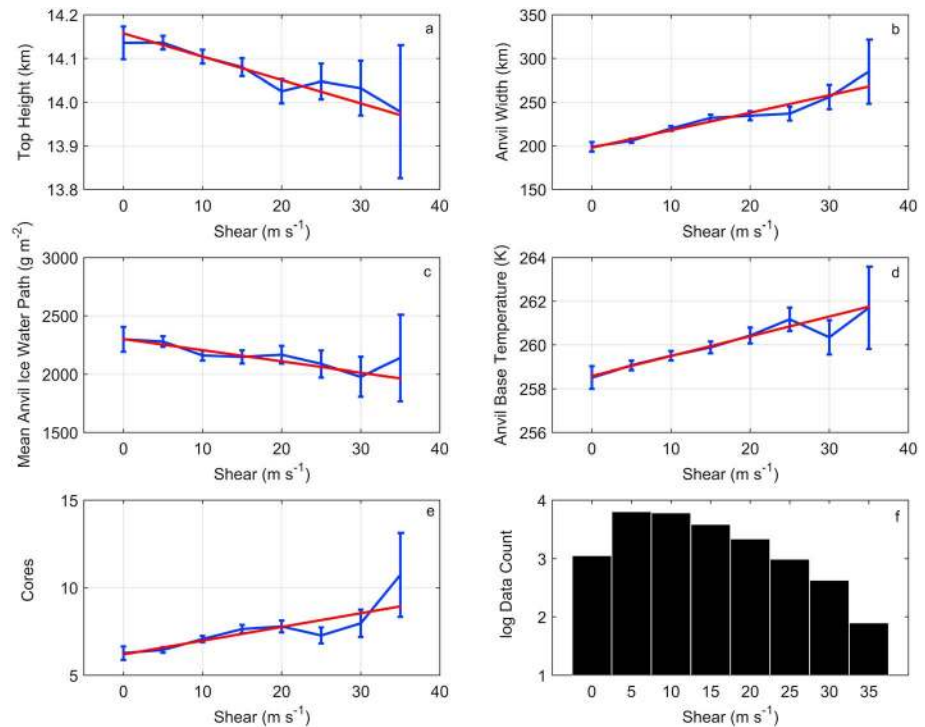 a
Top Height (km)
14.2
14.1
14.0
13.9
13.8
0 10 20 30 40
Shear (m s⁻¹)
b
Anvil Width (km)
350
300
250
200
150
0 10 20 30 40
Shear (m s⁻¹)
c
Mean Anvil Ice Water Path (g m⁻²)
3000
2500
2000
1500
0 10 20 30 40
Shear (m s⁻¹)
d
Anvil Base Temperature (K)
264
262
260
258
256
0 10 20 30 40
Shear (m s⁻¹)
e
Cores
15
10
5
0 10 20 30 40
Shear (m s⁻¹)
f
log Data Count
4
3
2
1
0 5 10 15 20 25 30 35
Shear (m s⁻¹)